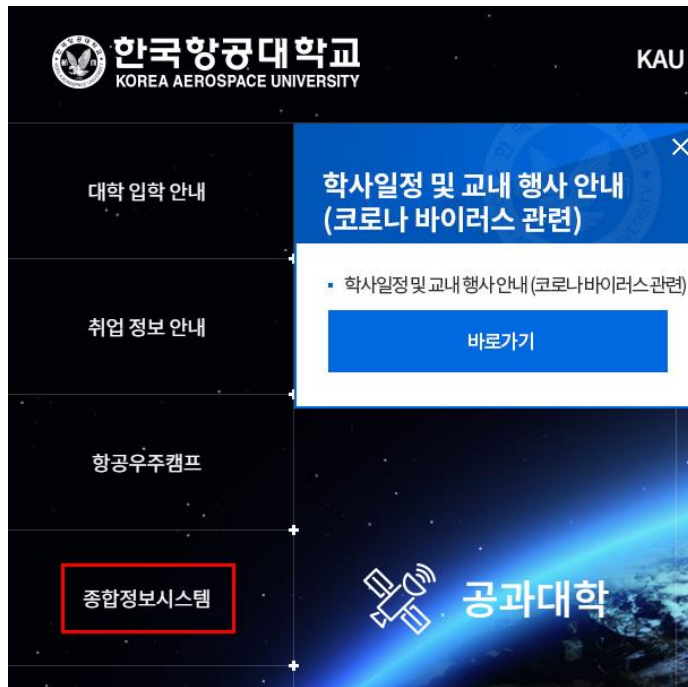 한국항공대학교
KOREA AEROSPACE UNIVERSITY
KAU
대학 입학 안내
학사일정 및 교내 행사 안내
(코로나 바이러스 관련)
학사일정 및 교내 행사 안내 (코로나 바이러스 관련)
바로가기
취업 정보 안내
항공우주캠프
종합정보시스템
공과대학